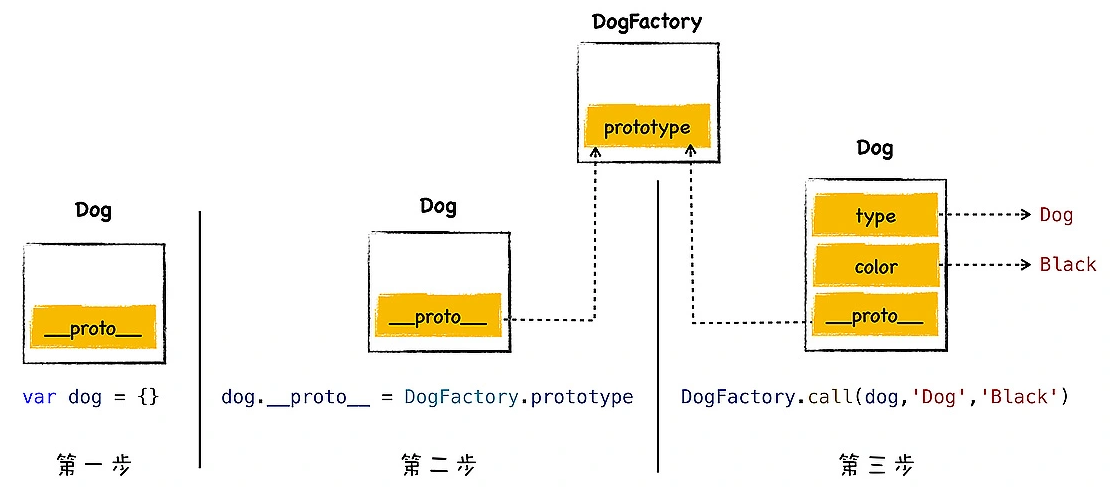 DogFactory
prototype
Dog
__proto__
var dog = {}
第一步
Dog
__proto__
dog.__proto__ = DogFactory.prototype
第二步
Dog
type
Dog
color
Black
__proto__
DogFactory.call(dog,'Dog','Black')
第三步